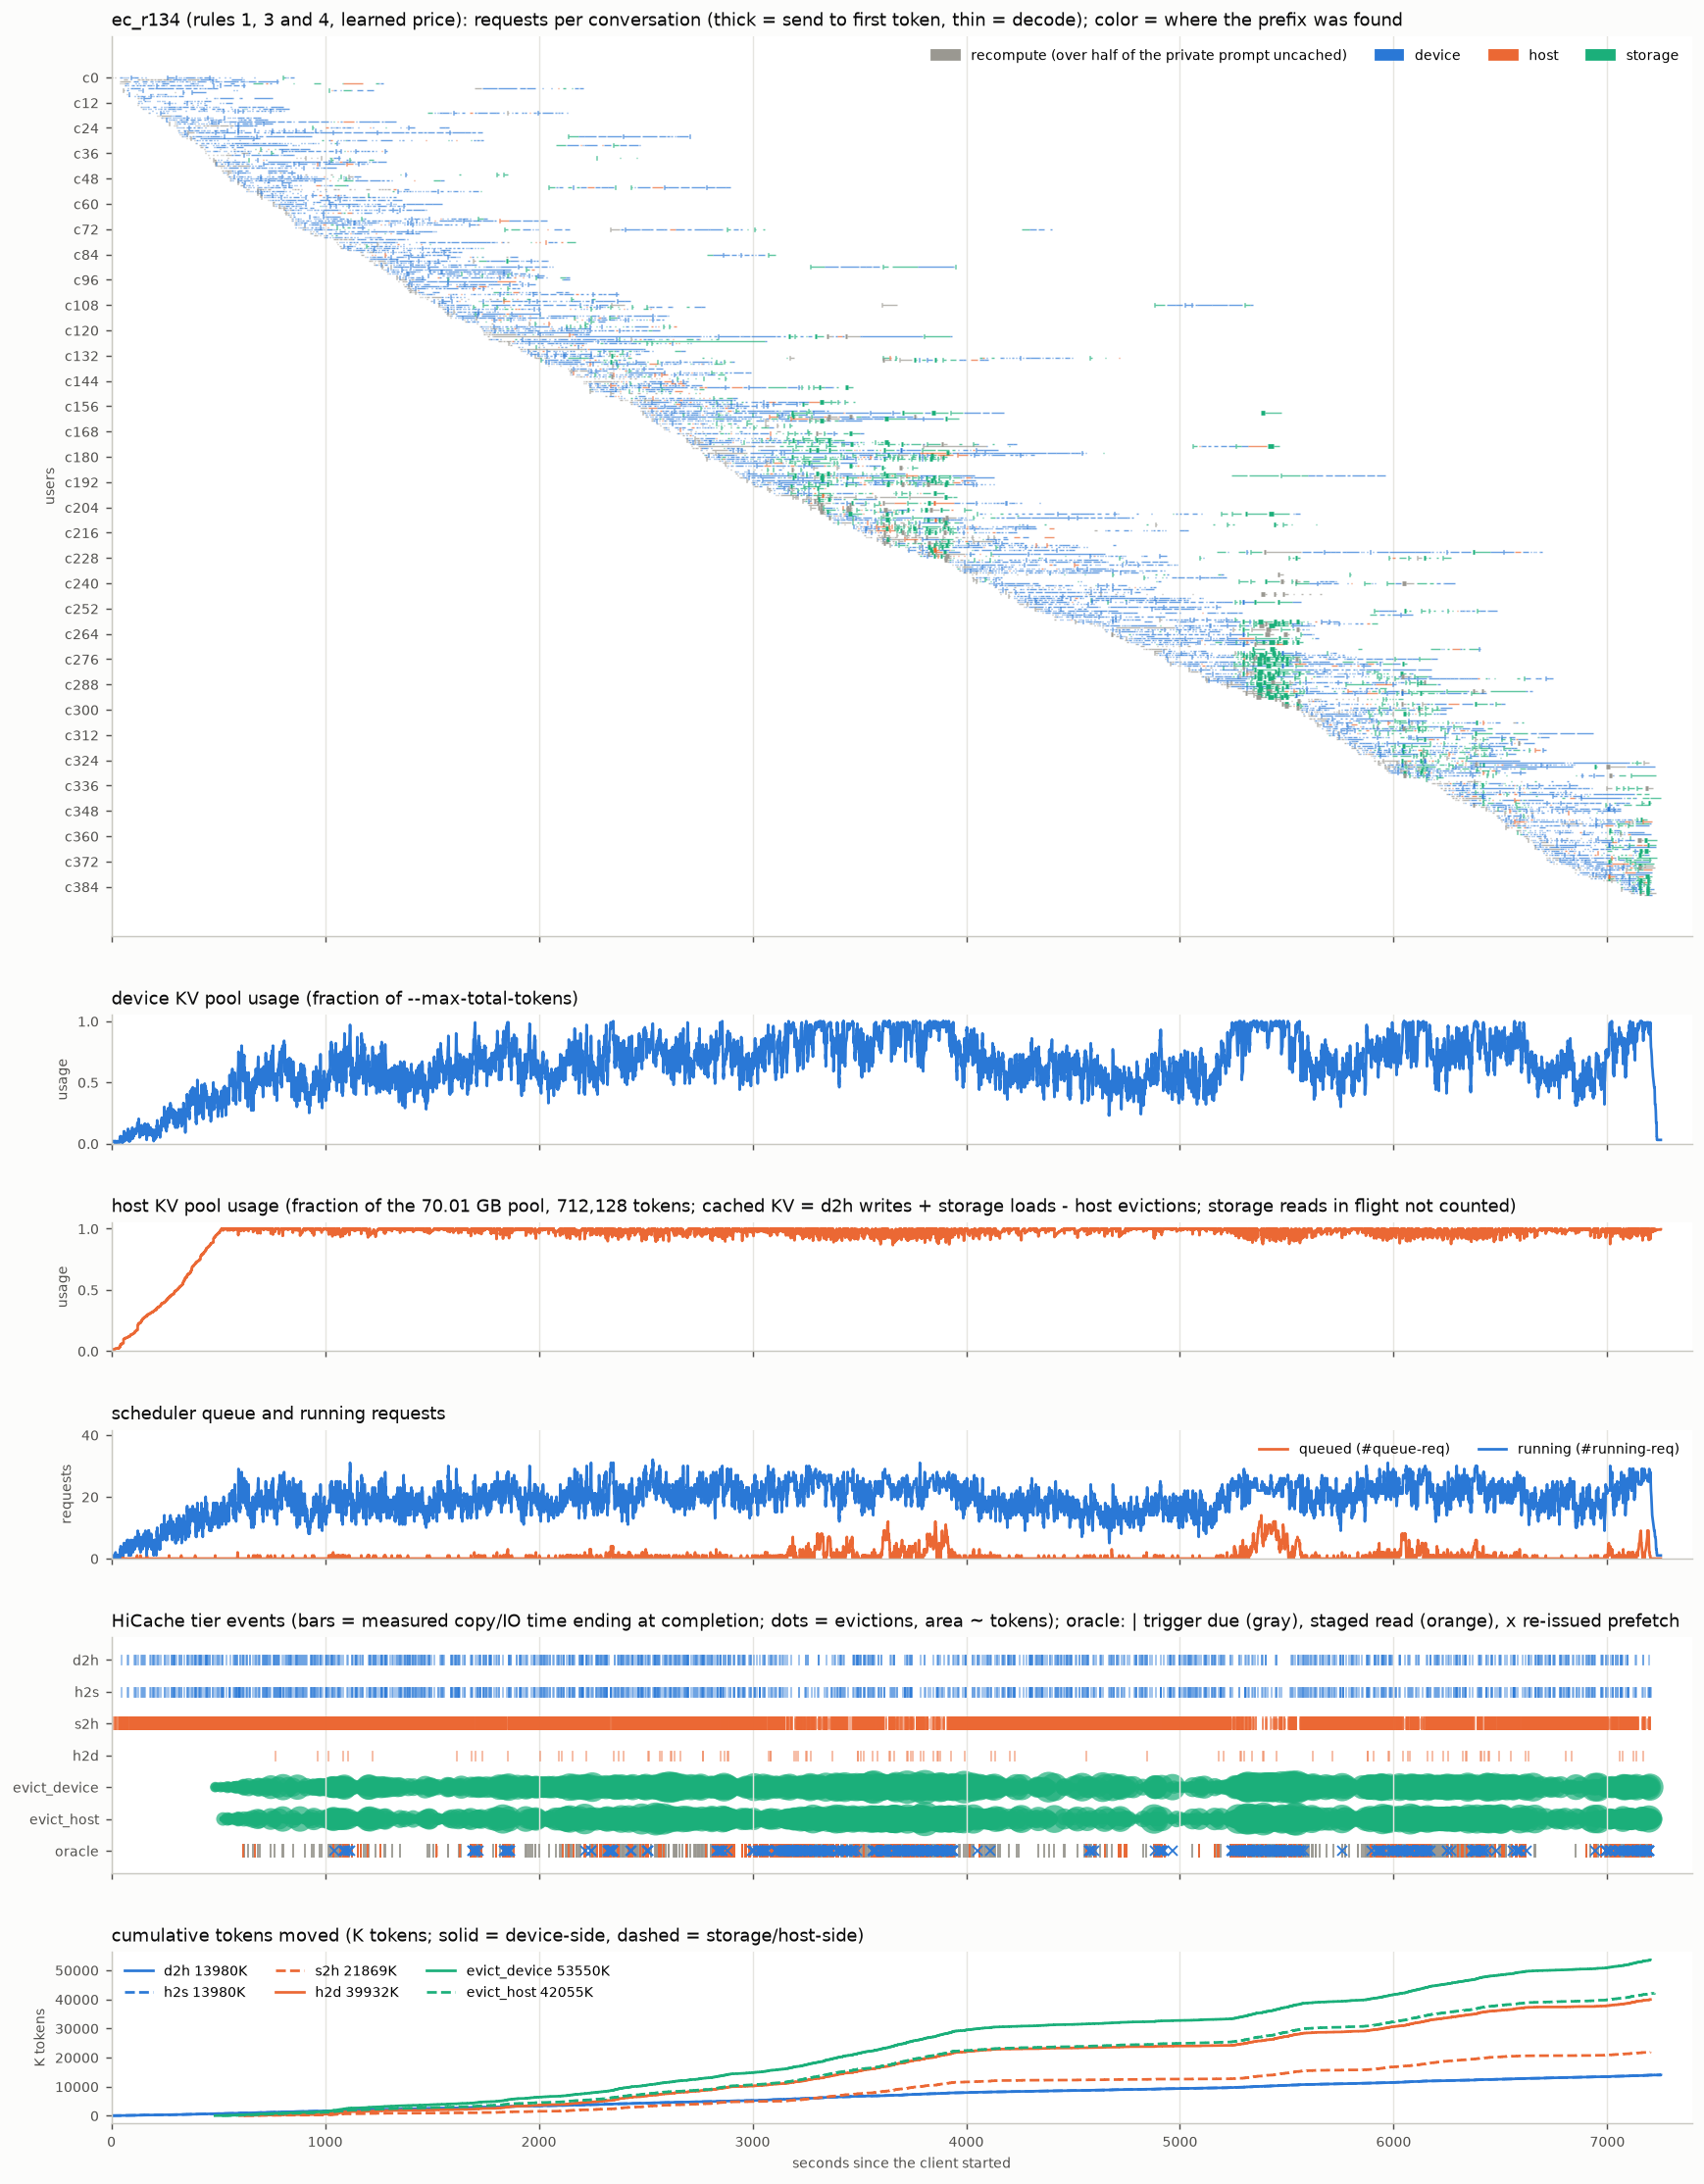 ec_r134 (rules 1, 3 and 4, learned price): requests per conversation (thick = send to first token, thin = decode); color = where the prefix was found
recompute (over half of the private prompt uncached)
device
host
storage
c0
c12
c24
c36
c48
c60
c72
c84
c96
c108
c120
c132
c144
c156
c168
c180
c192
c204
c216
c228
c240
c252
c264
c276
c288
c300
c312
c324
c336
c348
c360
c372
c384
users
device KV pool usage (fraction of --max-total-tokens)
1.0
0.5
0.0
usage
host KV pool usage (fraction of the 70.01 GB pool, 712,128 tokens; cached KV = d2h writes + storage loads - host evictions; storage reads in flight not counted)
1.0
0.5
0.0
usage
scheduler queue and running requests
40
20
0
requests
queued (#queue-req)
running (#running-req)
HiCache tier events (bars = measured copy/IO time ending at completion; dots = evictions, area ~ tokens); oracle: | trigger due (gray), staged read (orange), x re-issued prefetch
d2h
h2s
s2h
h2d
evict_device
evict_host
oracle
cumulative tokens moved (K tokens; solid = device-side, dashed = storage/host-side)
d2h 13980K
s2h 21869K
evict_device 53550K
h2s 13980K
h2d 39932K
evict_host 42055K
50000
40000
30000
20000
10000
0
K tokens
0
1000
2000
3000
4000
5000
6000
7000
seconds since the client started